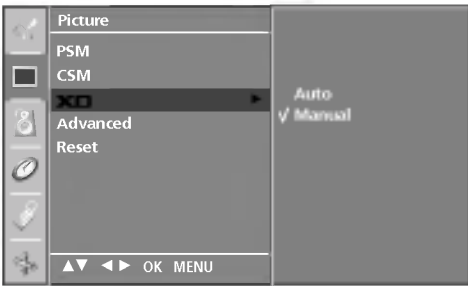 Picture
PSM
CSM
XD
Advanced
Reset
▲▼ ◄► OK MENU
Auto
√ Manual